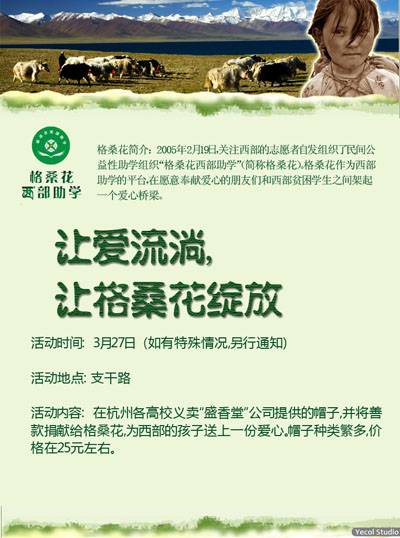 格桑花简介：2005年2月19日,关注西部的志愿者自发组织了民间公
益性助学组织“格桑花西部助学”(简称格桑花)。格桑花作为西部
助学的平台,在愿意奉献爱心的朋友们和西部贫困学生之间架起
一个爱心桥梁。
格桑花
西部助学
让爱流淌,
让格桑花绽放
活动时间: 3月27日 (如有特殊情况,另行通知)
活动地点: 支干路
活动内容: 在杭州各高校义卖“盛香堂”公司提供的帽子,并将善
款捐献给格桑花,为西部的孩子送上一份爱心。帽子种类繁多,价
格在25元左右。
Yecol Studio